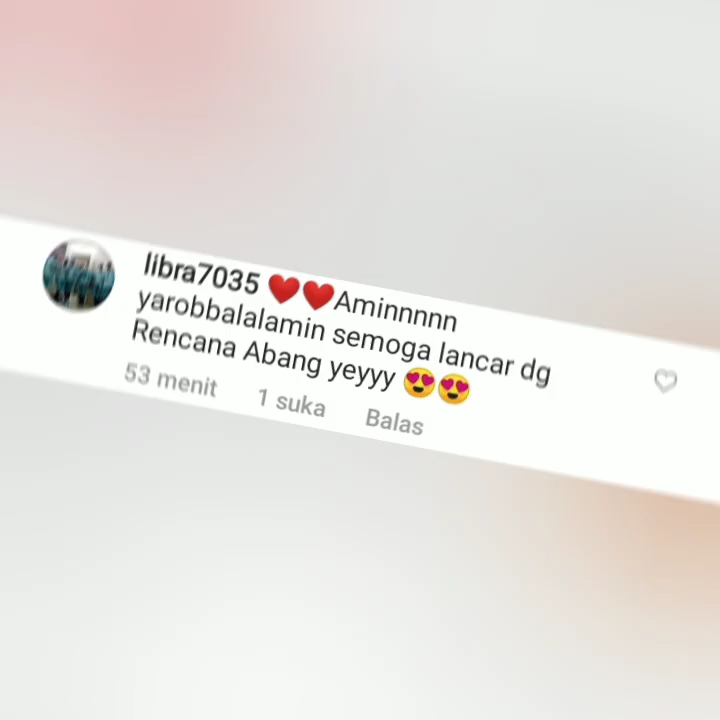 libra7035 ❤️❤️Aminnnnn
yarobbalalamin semoga lancar dg
Rencana Abang yeyyy 😍😍
53 menit 1 suka Balas